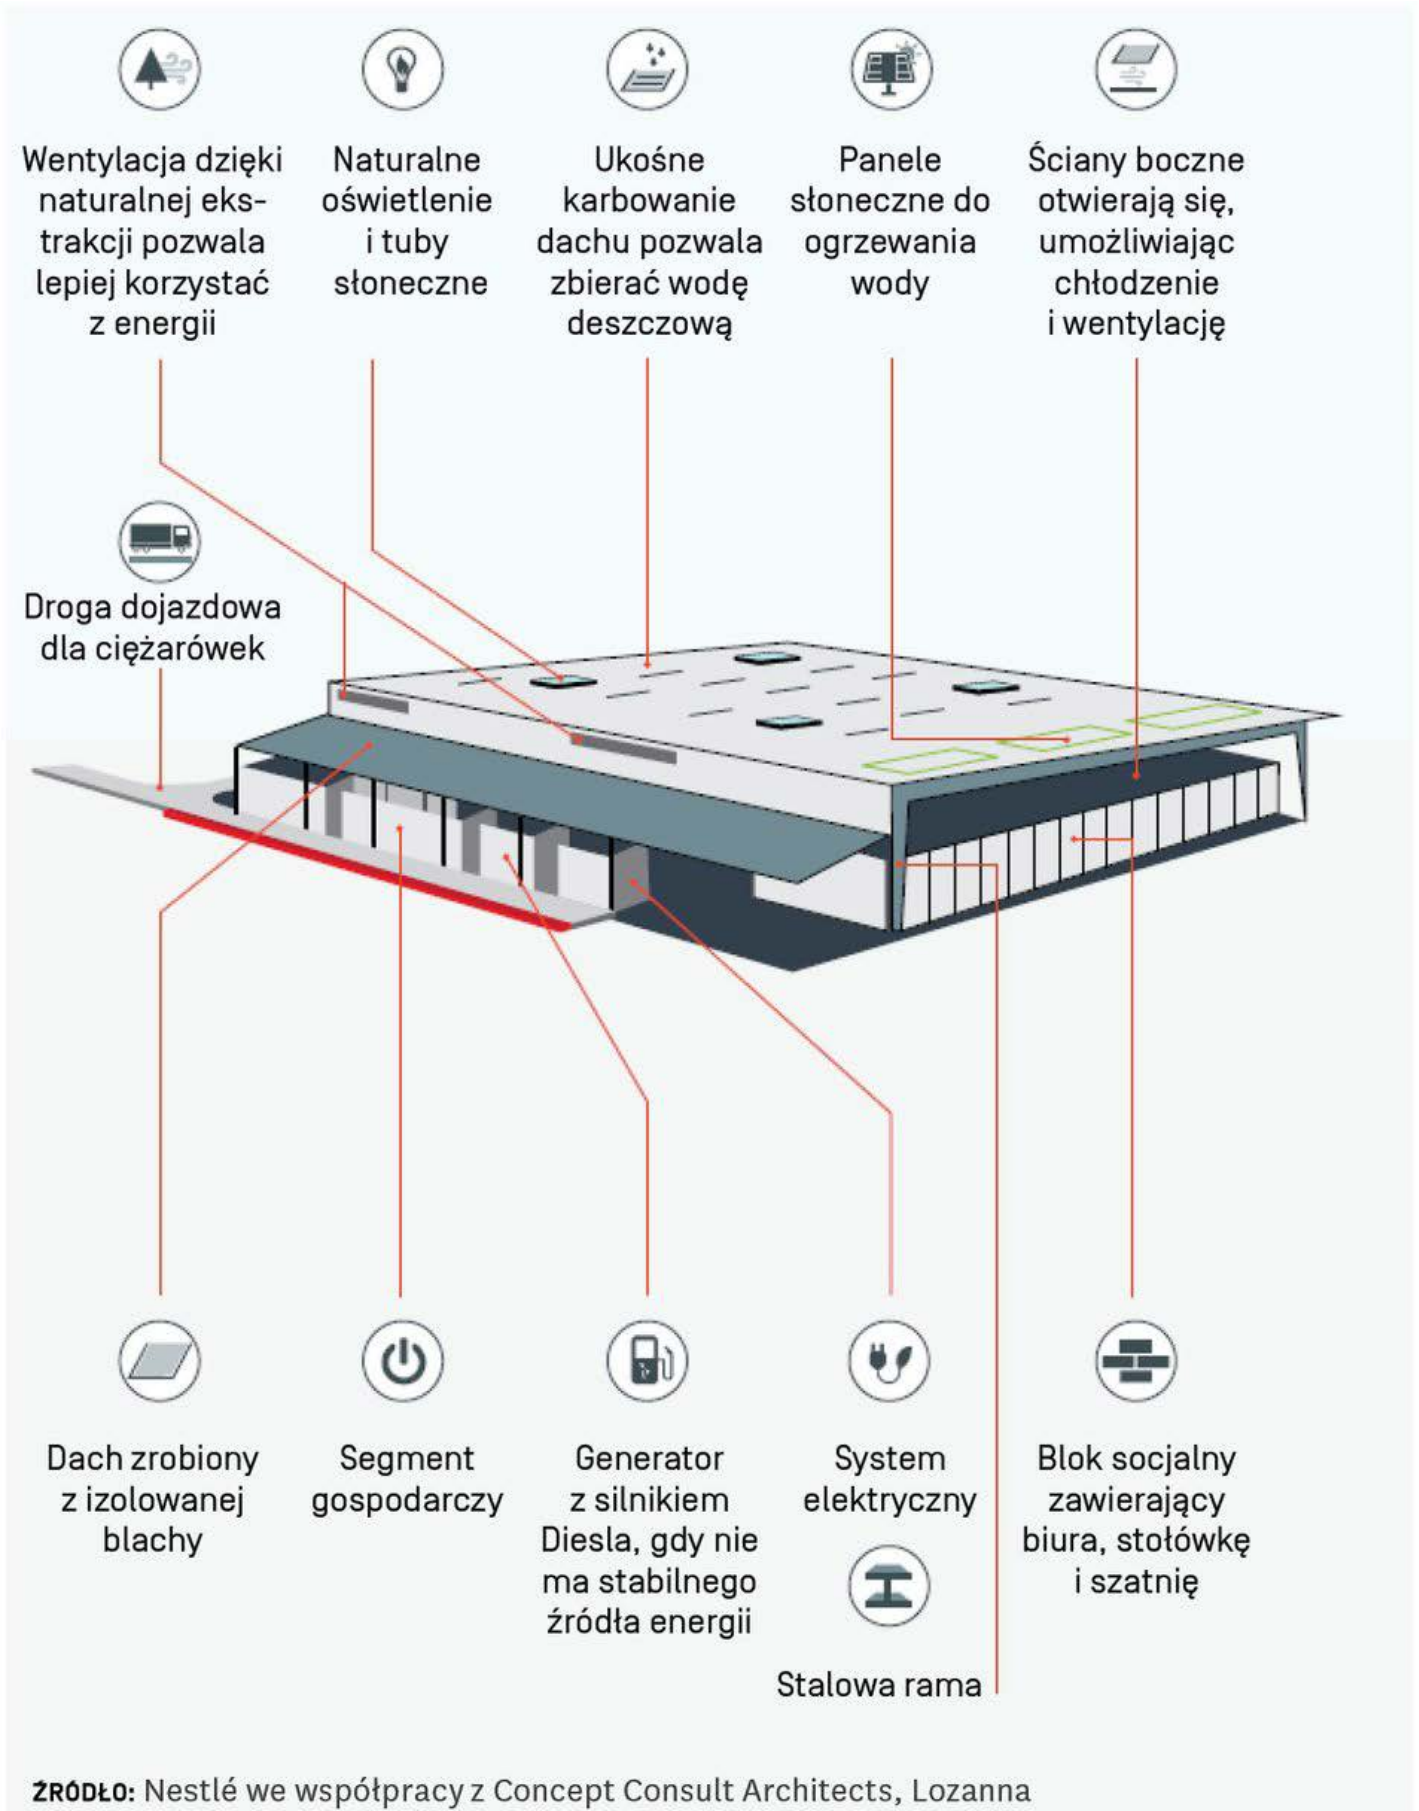 Wentylacja dzięki
naturalnej eks-
trakcji pozwala
lepiej korzystać
z energii
Naturalne
oświetlenie
i tuby
słoneczne
Ukośne
karbowanie
dachu pozwala
zbierać wodę
deszczową
Panele
słoneczne do
ogrzewania
wody
Ściany boczne
otwierają się,
umożliwiając
chłodzenie
i wentylację
Droga dojazdowa
dla ciężarówek
Dach zrobiony
z izolowanej
blachy
Segment
gospodarczy
Generator
z silnikiem
Diesla, gdy nie
ma stabilnego
źródła energii
System
elektryczny
Stalowa rama
Blok socjalny
zawierający
biura, stołówkę
i szatnię
ŹRÓDŁO: Nestlé we współpracy z Concept Consult Architects, Lozanna